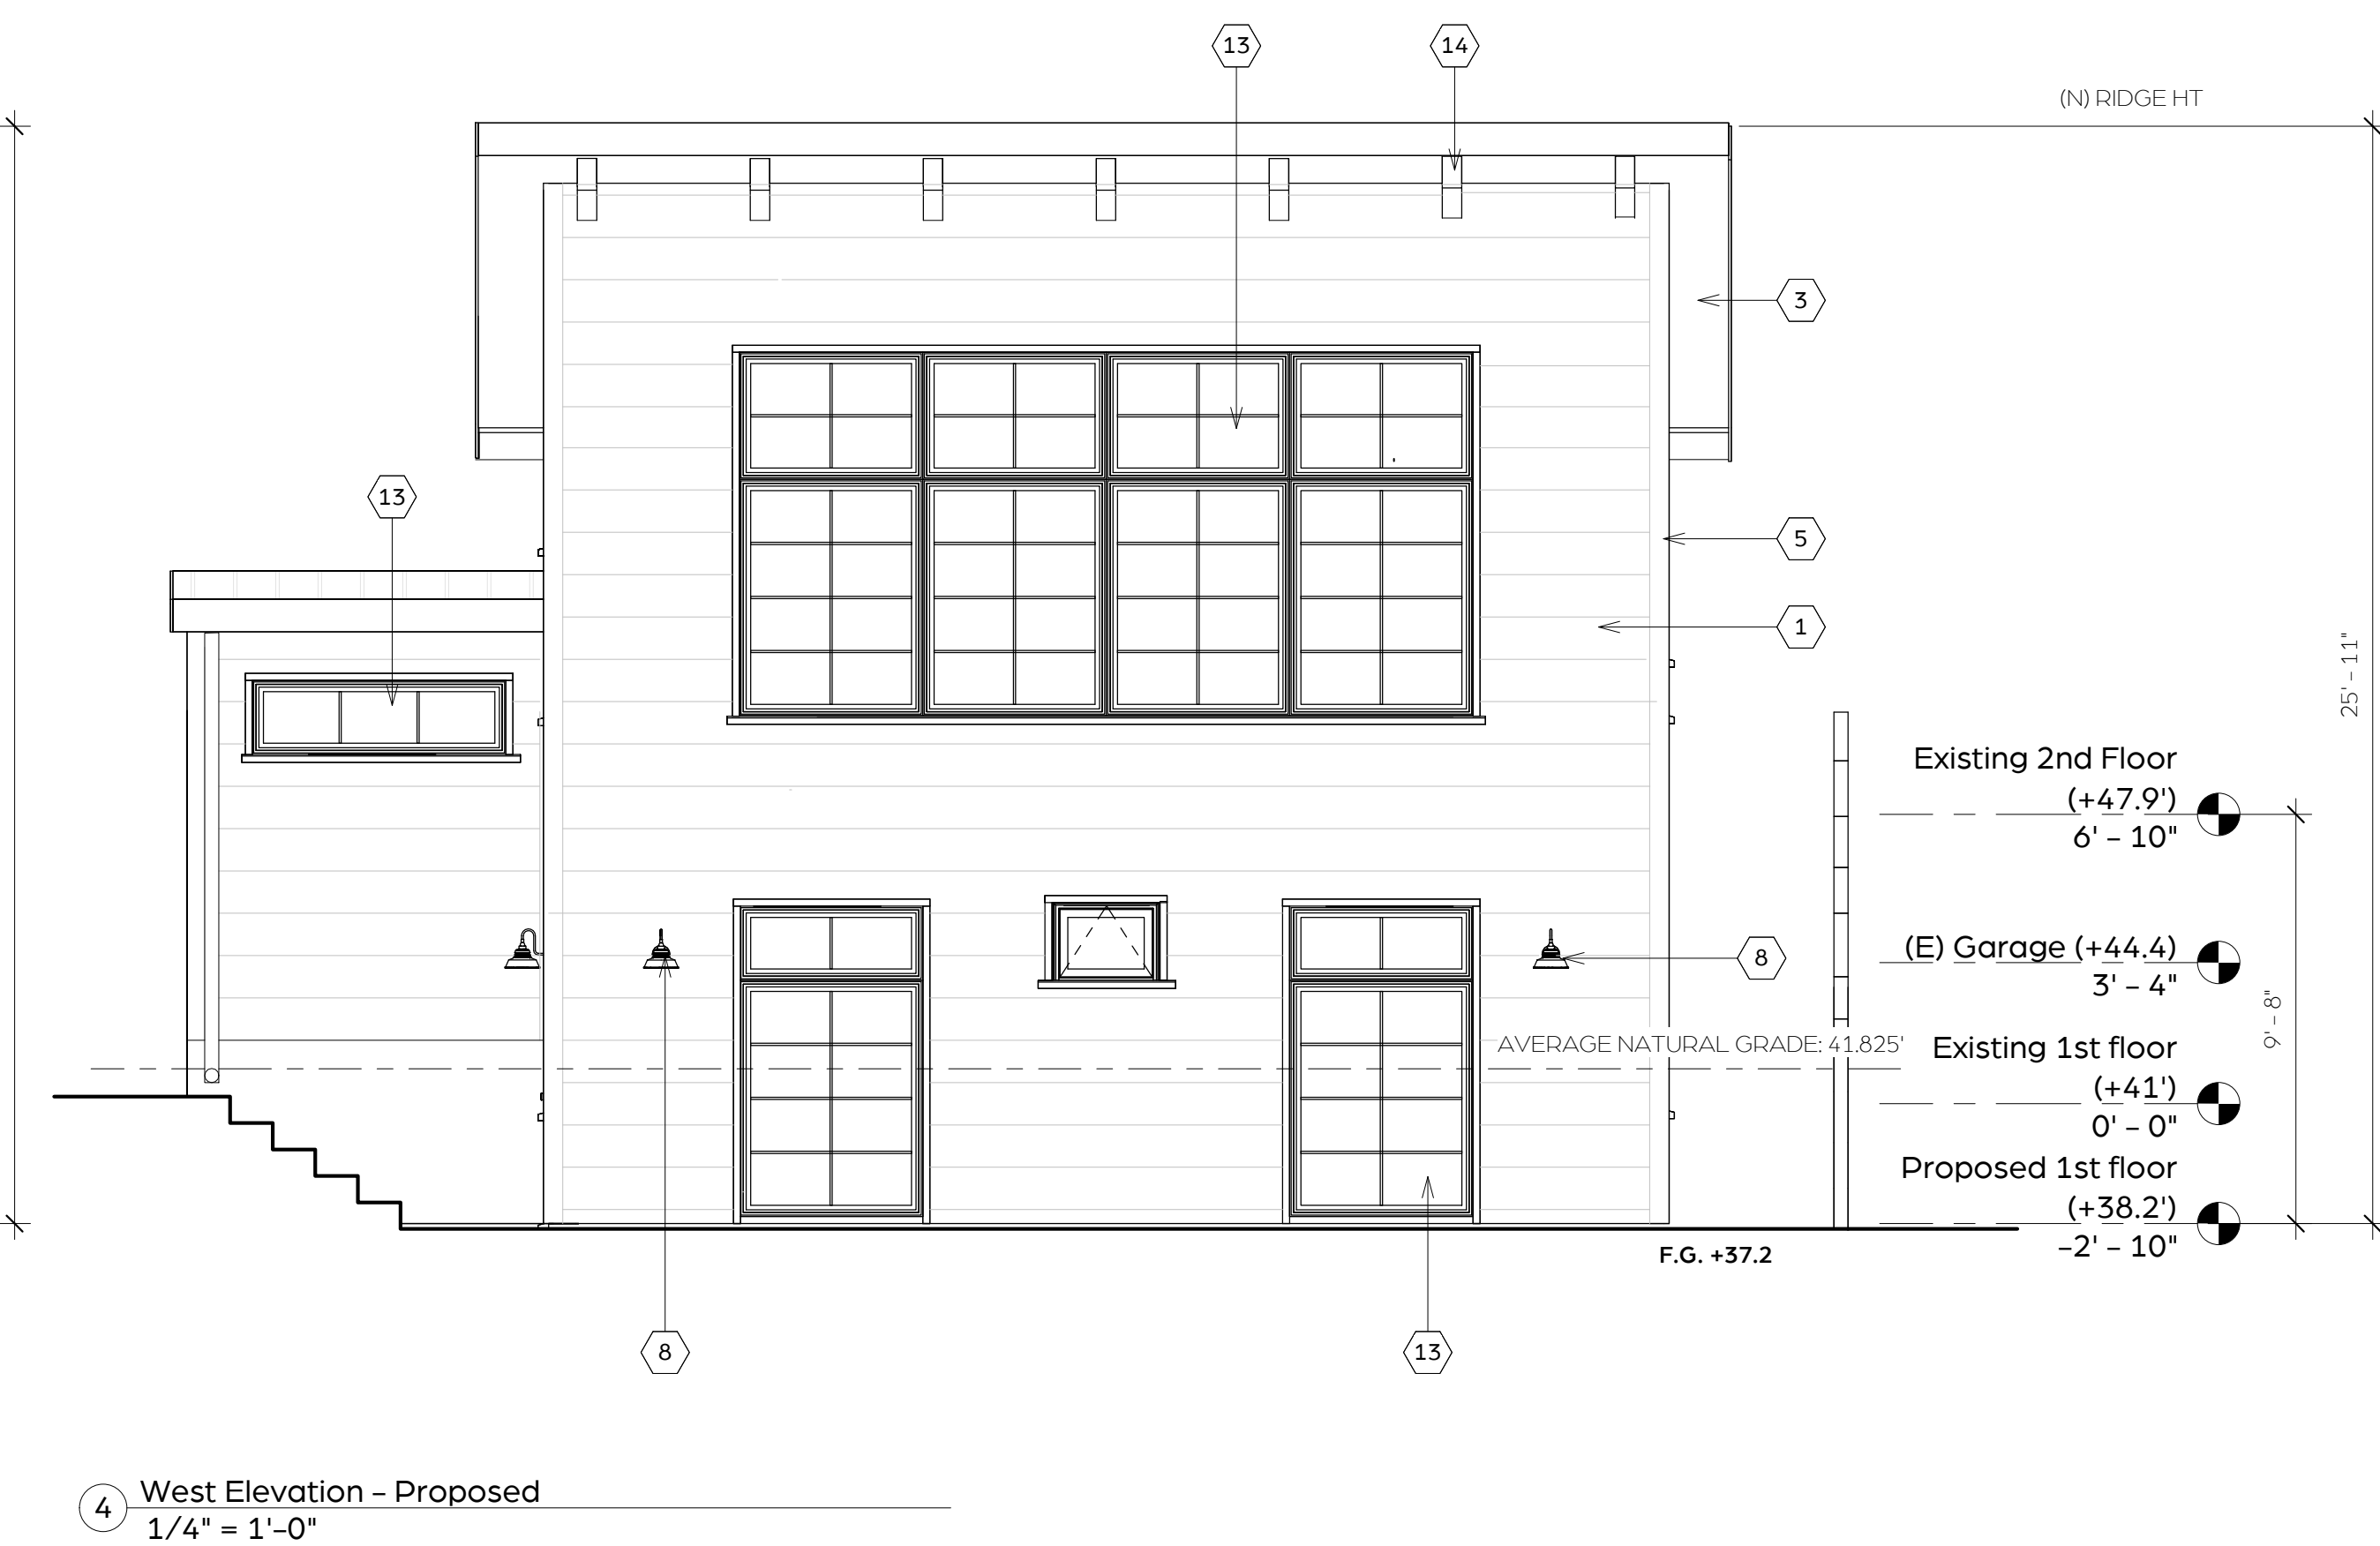 13
14
(N) RIDGE HT
3
13
5
1
25' - 11"
Existing 2nd Floor
(+47.9')
6' - 10"
8
(E) Garage (+44.4)
3' - 4"
9' - 8"
AVERAGE NATURAL GRADE: 41.825'
Existing 1st floor
(+41')
0' - 0"
Proposed 1st floor
(+38.2')
-2' - 10"
F.G. +37.2
8
13
4
West Elevation - Proposed
1/4" = 1'-0"